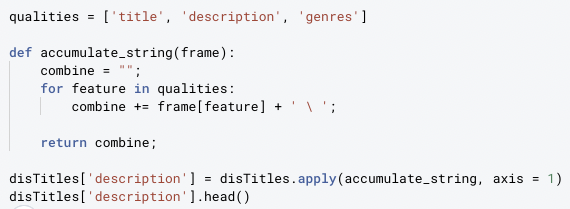 qualities = ['title', 'description', 'genres']
def accumulate_string(frame):
combine = "";
for feature in qualities:
combine += frame[feature] + ' \ ';
return combine;
disTitles['description'] = disTitles.apply(accumulate_string, axis = 1)
disTitles['description'].head()